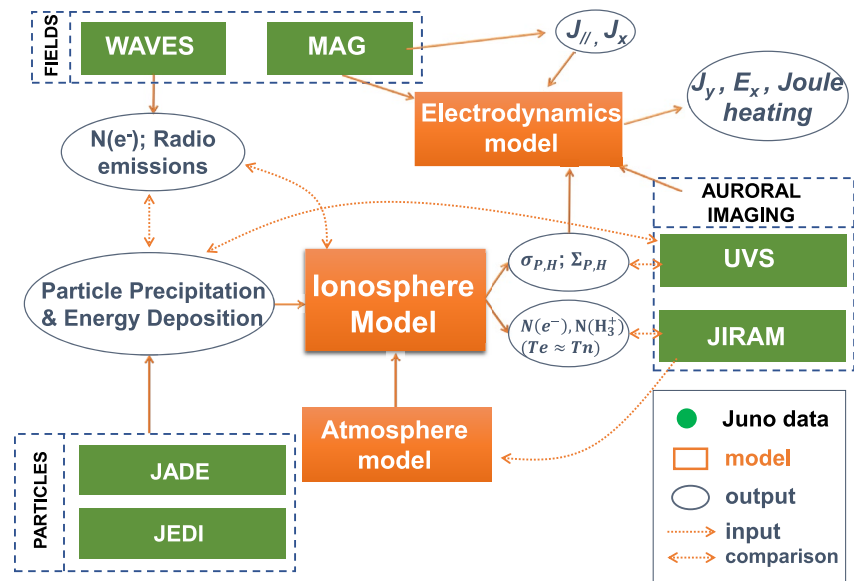 FIELDS
WAVES
MAG
J//, Jx
Jy, Ex, Joule
heating
Electrodynamics
model
N(e-); Radio
emissions
AURORAL
IMAGING
UVS
JIRAM
σP,H; ΣP,H
N(e−), N(H3+)
(Te ≈ Tn)
Ionosphere
Model
Particle Precipitation
& Energy Deposition
Atmosphere
model
PARTICLES
JADE
JEDI
Juno data
model
output
input
comparison